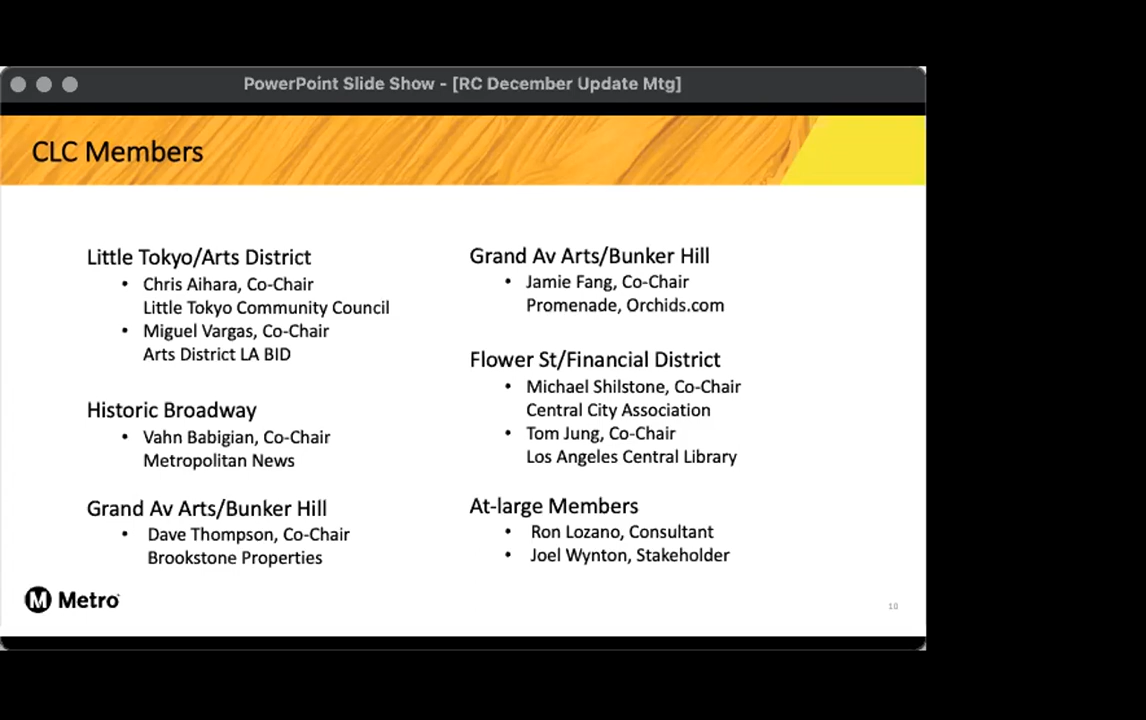 PowerPoint Slide Show - [RC December Update Mtg]
CLC Members
Little Tokyo/Arts District
• Chris Aihara, Co-Chair
Little Tokyo Community Council
• Miguel Vargas, Co-Chair
Arts District LA BID
Historic Broadway
• Vahn Babigian, Co-Chair
Metropolitan News
Grand Av Arts/Bunker Hill
• Dave Thompson, Co-Chair
Brookstone Properties
Grand Av Arts/Bunker Hill
• Jamie Fang, Co-Chair
Promenade, Orchids.com
Flower St/Financial District
• Michael Shilstone, Co-Chair
Central City Association
• Tom Jung, Co-Chair
Los Angeles Central Library
At-large Members
• Ron Lozano, Consultant
• Joel Wynton, Stakeholder
M Metro
10